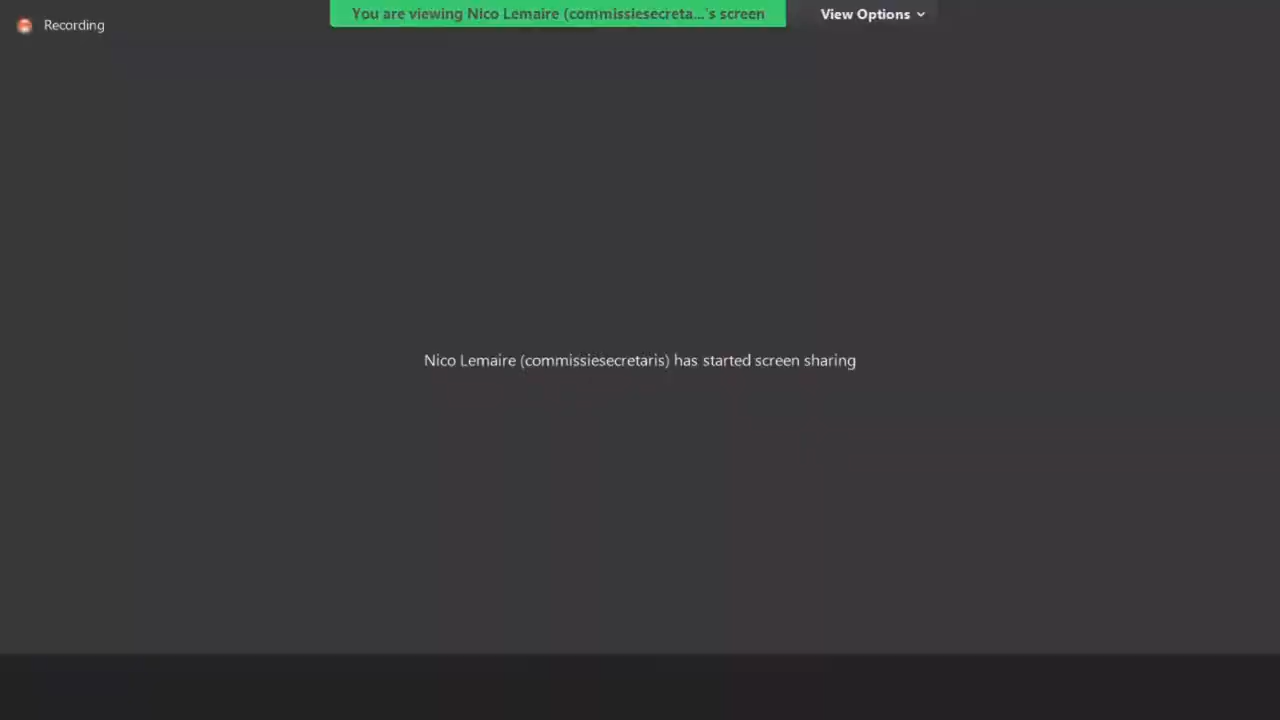 Recording
You are viewing Nico Lemaire (commissiesecreta...'s screen
View Options
Nico Lemaire (commissiesecretaris) has started screen sharing